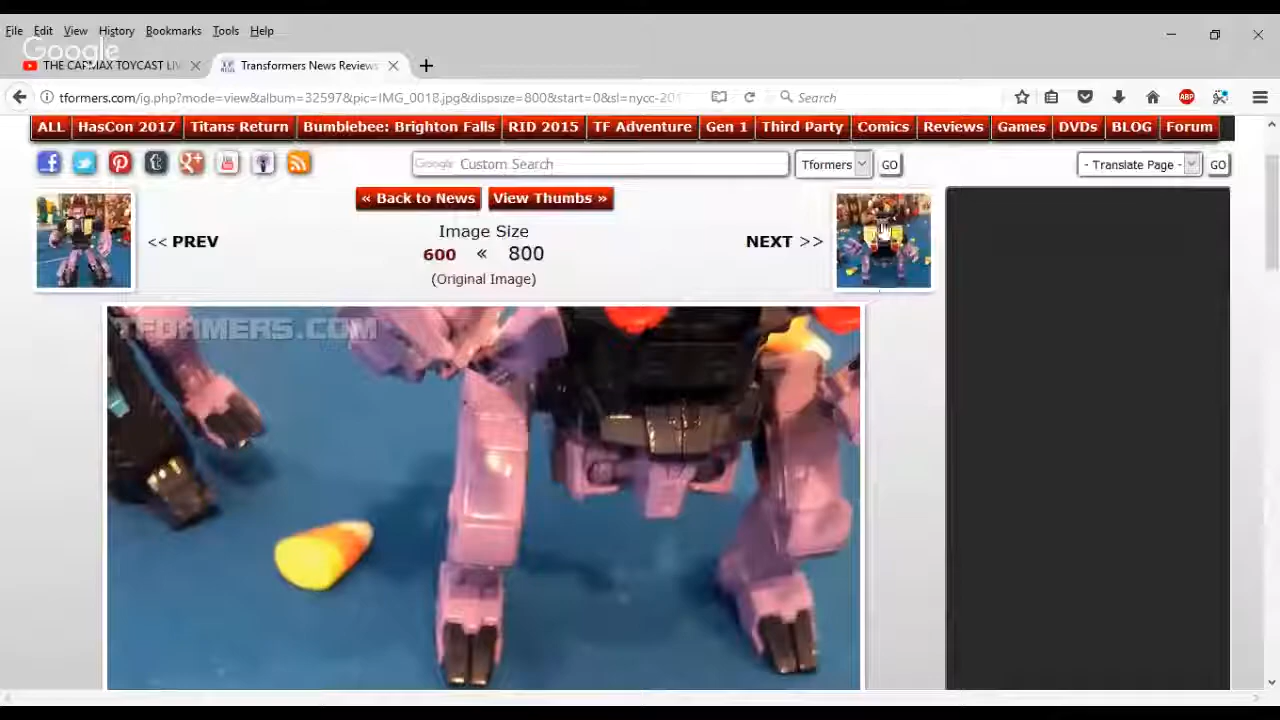 File Edit View History Bookmarks Tools Help
Google
THE CAPMAX TOYCAST LIV
Transformers News Reviews
tformers.com/ig.php?mode=view&album=32597&pic=IMG_0018.jpg&dispsize=800&start=0&sl=nycc-201
Search
ABP
ALL HasCon 2017 Titans Return Bumblebee: Brighton Falls RID 2015 TF Adventure Gen 1 Third Party Comics Reviews Games DVDs BLOG Forum
Google Custom Search Tformers GO - Translate Page - GO
« Back to News View Thumbs »
<< PREV
Image Size
NEXT >>
600 « 800
(Original Image)
TFORMERS.COM